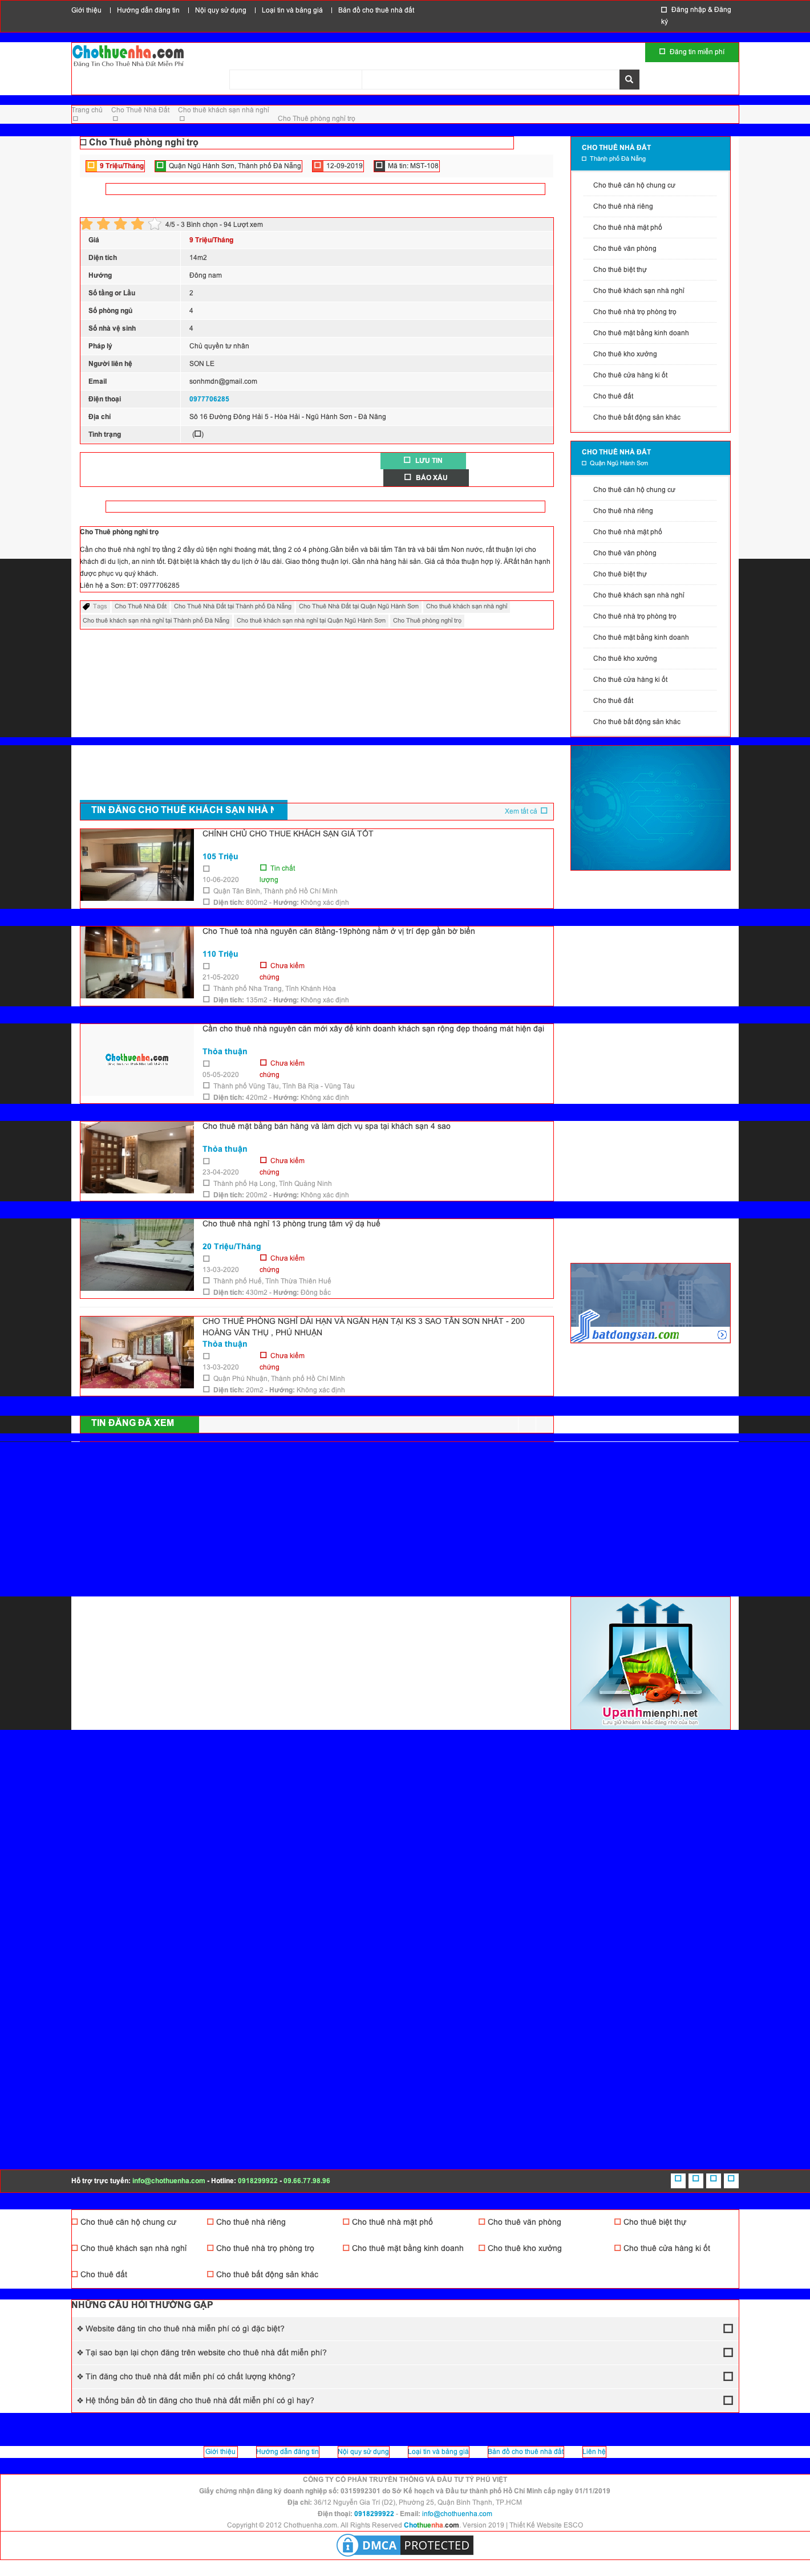 Giới thiệu | Hướng dẫn đăng tin | Nội quy sử dụng | Loại tin và bảng giá | Bản đồ cho thuê nhà đất
Đăng nhập & Đăng ký
Chothuenha.com
Đăng Tin Cho Thuê Nhà Đất Miễn Phí
Đăng tin miễn phí
Trang chủ
Cho Thuê Nhà Đất
Cho thuê khách sạn nhà nghỉ
Cho Thuê phòng nghỉ trọ
Cho Thuê phòng nghỉ trọ
9 Triệu/Tháng
Quận Ngũ Hành Sơn, Thành phố Đà Nẵng
12-09-2019
Mã tin: MST-108
4/5 - 3 Bình chọn - 94 Lượt xem
Giá 9 Triệu/Tháng
Diện tích 14m2
Hướng Đông nam
Số tầng or Lầu 2
Số phòng ngủ 4
Số nhà vệ sinh 4
Pháp lý Chủ quyền tư nhân
Người liên hệ SON LE
Email sonhmdn@gmail.com
Điện thoại 0977706285
Địa chỉ Số 16 Đường Đông Hải 5 - Hòa Hải - Ngũ Hành Sơn - Đà Nẵng
Tình trạng ( )
LƯU TIN
BÁO XẤU
Cho Thuê phòng nghỉ trọ
Cần cho thuê nhà nghỉ trọ tầng 2 đầy đủ tiện nghi thoáng mát, tầng 2 có 4 phòng.Gần biển và bãi tắm Tân trà và bãi tắm Non nước, rất thuận lợi cho
khách đi du lịch, an ninh tốt. Đặt biệt là khách tây du lịch ở lâu dài. Giao thông thuận lợi. Gần nhà hàng hải sản. Giá cả thỏa thuận hợp lý. ÄRất hân hạnh
được phục vụ quý khách.
Liên hệ a Sơn: ĐT: 0977706285
Tags
Cho Thuê Nhà Đất
Cho Thuê Nhà Đất tại Thành phố Đà Nẵng
Cho Thuê Nhà Đất tại Quận Ngũ Hành Sơn
Cho thuê khách sạn nhà nghỉ
Cho thuê khách sạn nhà nghỉ tại Thành phố Đà Nẵng
Cho thuê khách sạn nhà nghỉ tại Quận Ngũ Hành Sơn
Cho Thuê phòng nghỉ trọ
CHO THUÊ NHÀ ĐẤT
Thành phố Đà Nẵng
Cho thuê căn hộ chung cư
Cho thuê nhà riêng
Cho thuê nhà mặt phố
Cho thuê văn phòng
Cho thuê biệt thự
Cho thuê khách sạn nhà nghỉ
Cho thuê nhà trọ phòng trọ
Cho thuê mặt bằng kinh doanh
Cho thuê kho xưởng
Cho thuê cửa hàng ki ốt
Cho thuê đất
Cho thuê bất động sản khác
CHO THUÊ NHÀ ĐẤT
Quận Ngũ Hành Sơn
Cho thuê căn hộ chung cư
Cho thuê nhà riêng
Cho thuê nhà mặt phố
Cho thuê văn phòng
Cho thuê biệt thự
Cho thuê khách sạn nhà nghỉ
Cho thuê nhà trọ phòng trọ
Cho thuê mặt bằng kinh doanh
Cho thuê kho xưởng
Cho thuê cửa hàng ki ốt
Cho thuê đất
Cho thuê bất động sản khác
TIN ĐĂNG CHO THUÊ KHÁCH SẠN NHÀ
Xem tất cả
CHÍNH CHỦ CHO THUE KHÁCH SẠN GIÁ TỐT
105 Triệu
10-06-2020
Tin chất lượng
Quận Tân Bình, Thành phố Hồ Chí Minh
Diện tích: 800m2 - Hướng: Không xác định
Cho Thuê toà nhà nguyên căn 8tầng-19phòng nằm ở vị trí đẹp gần bờ biển
110 Triệu
21-05-2020
Chưa kiểm chứng
Thành phố Nha Trang, Tỉnh Khánh Hòa
Diện tích: 135m2 - Hướng: Không xác định
Chothuenha.com
Cần cho thuê nhà nguyên căn mới xây để kinh doanh khách sạn rộng đẹp thoáng mát hiện đại
Thỏa thuận
05-05-2020
Chưa kiểm chứng
Thành phố Vũng Tàu, Tỉnh Bà Rịa - Vũng Tàu
Diện tích: 420m2 - Hướng: Không xác định
Cho thuê mặt bằng bán hàng và làm dịch vụ spa tại khách sạn 4 sao
Thỏa thuận
23-04-2020
Chưa kiểm chứng
Thành phố Hạ Long, Tỉnh Quảng Ninh
Diện tích: 200m2 - Hướng: Không xác định
Cho thuê nhà nghỉ 13 phòng trung tâm vỹ dạ huế
20 Triệu/Tháng
13-03-2020
Chưa kiểm chứng
Thành phố Huế, Tỉnh Thừa Thiên Huế
Diện tích: 430m2 - Hướng: Đông bắc
CHO THUÊ PHÒNG NGHỈ DÀI HẠN VÀ NGẮN HẠN TẠI KS 3 SAO TÂN SƠN NHẤT - 200
HOÀNG VĂN THỤ , PHÚ NHUẬN
Thỏa thuận
13-03-2020
Chưa kiểm chứng
Quận Phú Nhuận, Thành phố Hồ Chí Minh
Diện tích: 20m2 - Hướng: Không xác định
batdongsan.com
TIN ĐĂNG ĐÃ XEM
Upanhmienphi.net
Lưu giữ khoảnh khắc đáng nhớ của bạn
Hỗ trợ trực tuyến: info@chothuenha.com - Hotline: 0918299922 - 09.66.77.98.96
Cho thuê căn hộ chung cư
Cho thuê nhà riêng
Cho thuê nhà mặt phố
Cho thuê văn phòng
Cho thuê biệt thự
Cho thuê khách sạn nhà nghỉ
Cho thuê nhà trọ phòng trọ
Cho thuê mặt bằng kinh doanh
Cho thuê kho xưởng
Cho thuê cửa hàng ki ốt
Cho thuê đất
Cho thuê bất động sản khác
NHỮNG CÂU HỎI THƯỜNG GẶP
❖ Website đăng tin cho thuê nhà miễn phí có gì đặc biệt?
❖ Tại sao bạn lại chọn đăng trên website cho thuê nhà đất miễn phí?
❖ Tin đăng cho thuê nhà đất miễn phí có chất lượng không?
❖ Hệ thống bản đồ tin đăng cho thuê nhà đất miễn phí có gì hay?
Giới thiệu
Hướng dẫn đăng tin
Nội quy sử dụng
Loại tin và bảng giá
Bản đồ cho thuê nhà đất
Liên hệ
CÔNG TY CỔ PHẦN TRUYỀN THÔNG VÀ ĐẦU TƯ TÝ PHÚ VIỆT
Giấy chứng nhận đăng ký doanh nghiệp số: 0315992301 do Sở Kế hoạch và Đầu tư thành phố Hồ Chí Minh cấp ngày 01/11/2019
Địa chỉ: 36/12 Nguyễn Gia Trí (D2), Phường 25, Quận Bình Thạnh, TP.HCM
Điện thoại: 0918299922 - Email: info@chothuenha.com
Copyright © 2012 Chothuenha.com. All Rights Reserved Chothuenha.com. Version 2019 | Thiết Kế Website ESCO
DMCA PROTECTED